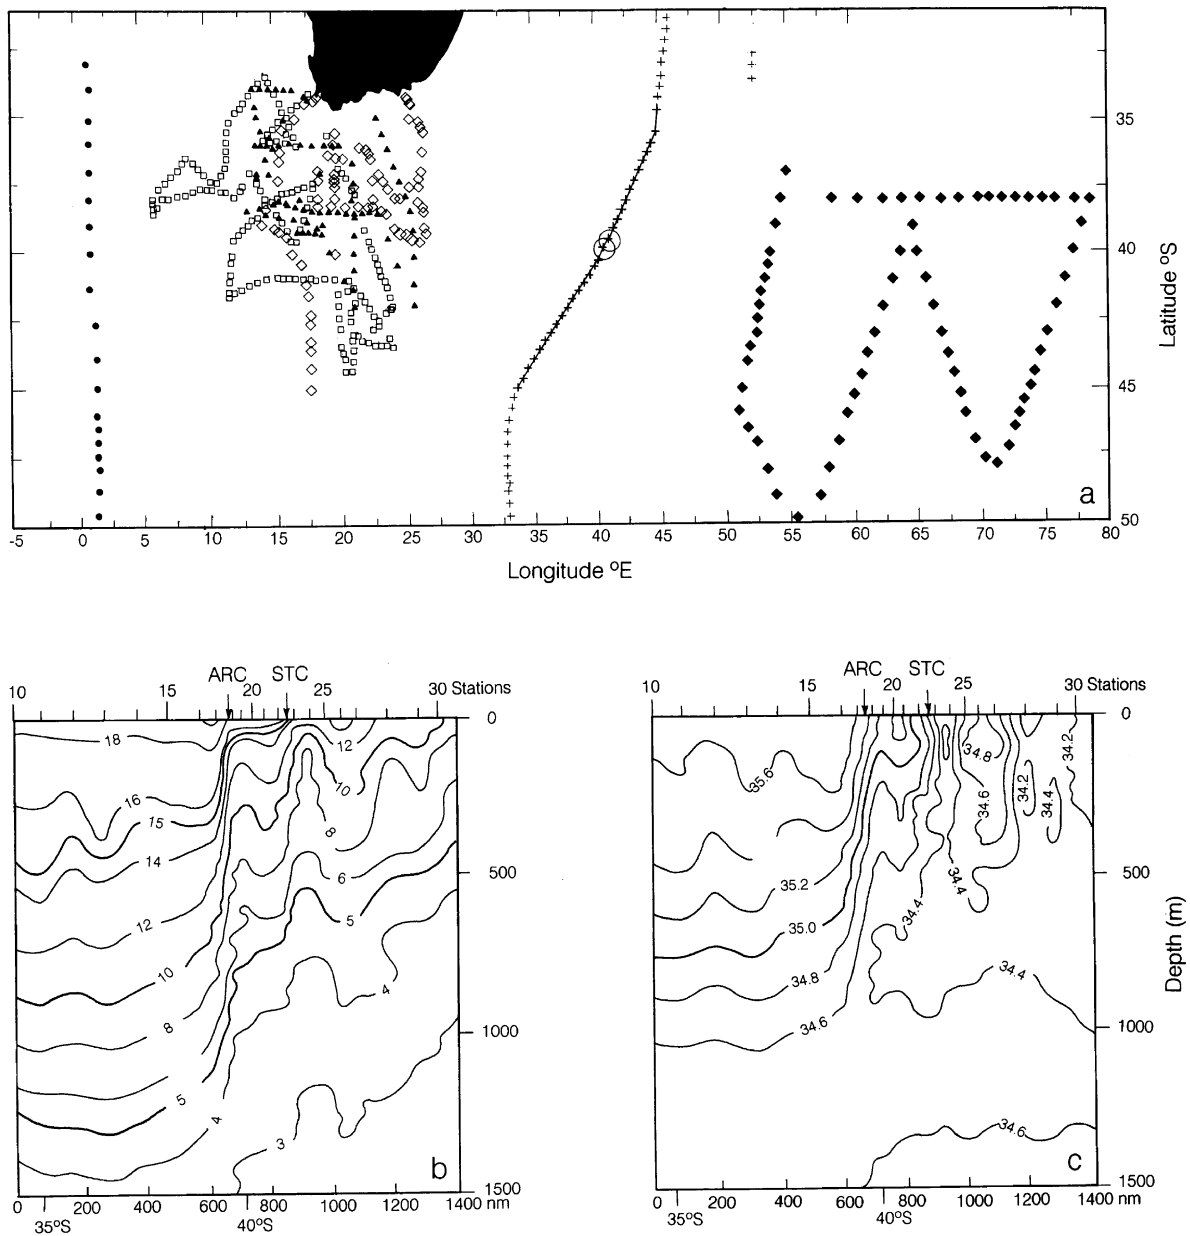 35
40
45
50
Latitude °S
a
-5 0 5 10 15 20 25 30 35 40 45 50 55 60 65 70 75 80
Longitude °E
ARC STC
10 15 20 25 30 Stations
0
500
1000
1500
18
16
15
14
12
10
8
5
4
12
10
8
6
5
4
3
b
0 200 400 600 800 1000 1200 1400 nm
35°S 40°S
ARC STC
10 15 20 25 30 Stations
0
500
1000
1500
Depth (m)
35.6
35.2
35.0
34.8
34.6
34.8
34.6
34.2
34.4
34.2
34.4
34.4
34.4
34.6
c
0 200 400 600 800 1000 1200 1400 nm
35°S 40°S